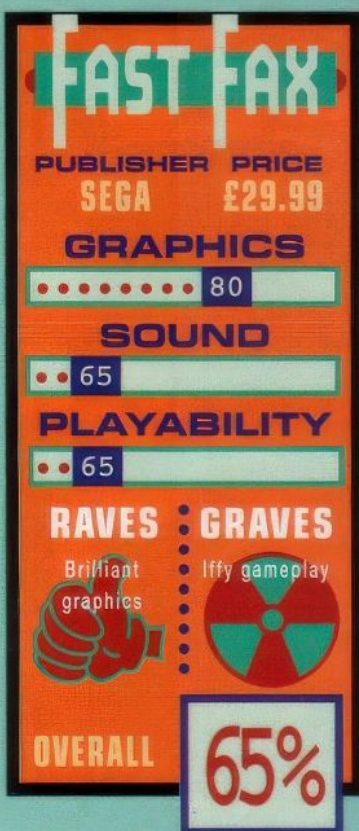 FAST FAX
PUBLISHER PRICE
SEGA £29.99
GRAPHICS
80
SOUND
65
PLAYABILITY
65
RAVES
Brilliant
graphics
GRAVES
Iffy gameplay
OVERALL
65%